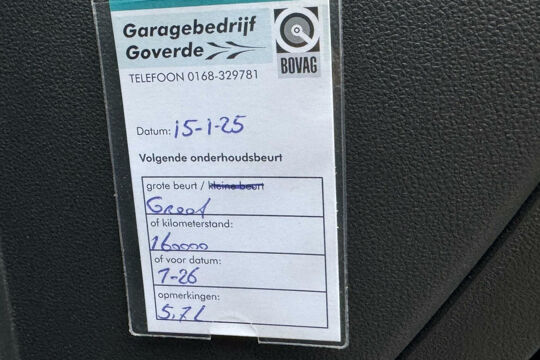 Garagebedrijf
Goverde
BOVAG
TELEFOON 0168-329781
Datum: 15-1-25
Volgende onderhoudsbeurt
grote beurt / kleine beurt
Groot
of kilometerstand:
160000
of voor datum:
1-26
opmerkingen:
5,7 L